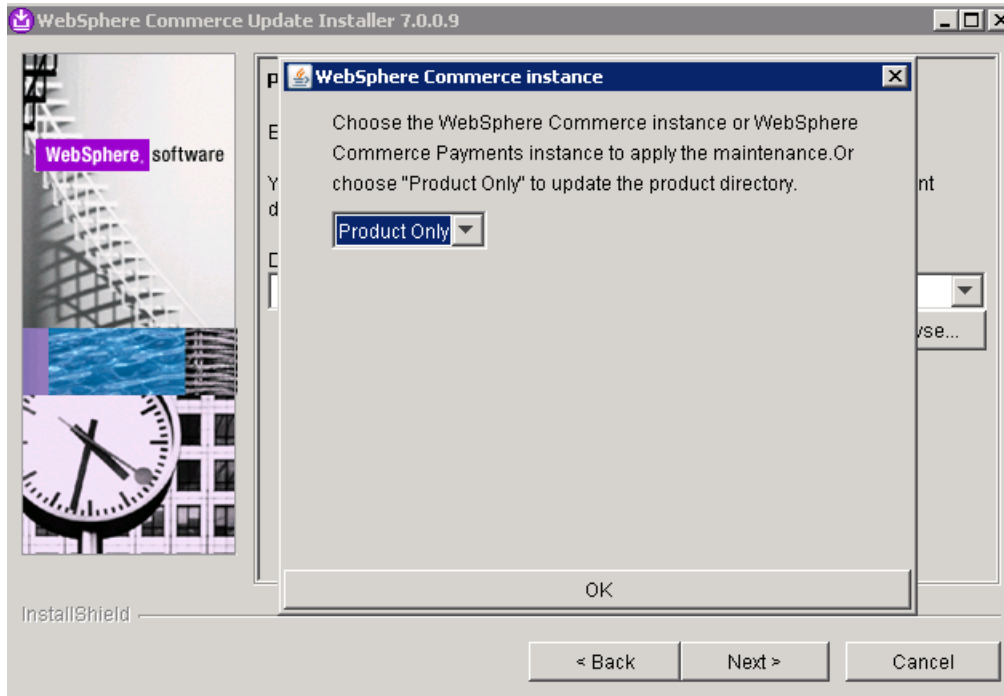 WebSphere Commerce Update Installer 7.0.0.9
WebSphere Commerce instance
Choose the WebSphere Commerce instance or WebSphere
Commerce Payments instance to apply the maintenance.Or
choose "Product Only" to update the product directory.
Product Only
WebSphere. software
OK
InstallShield
< Back
Next >
Cancel